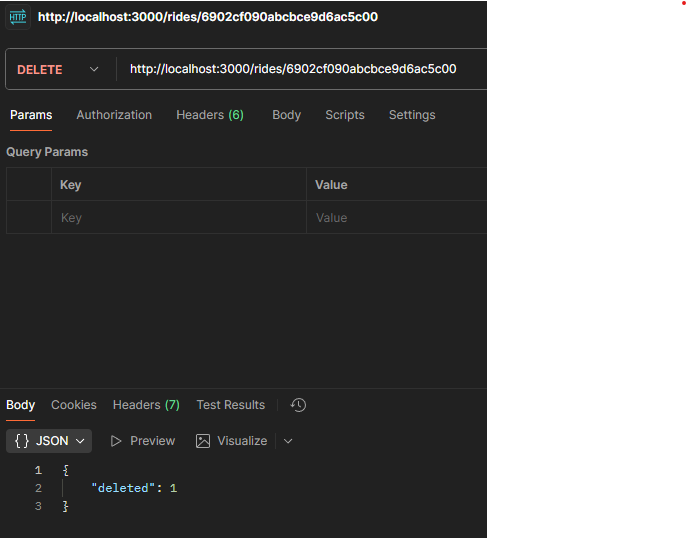 HTTP http://localhost:3000/rides/6902cf090abcbce9d6ac5c00
DELETE http://localhost:3000/rides/6902cf090abcbce9d6ac5c00
Params Authorization Headers (6) Body Scripts Settings
Query Params
Key Value
Key Value
Body Cookies Headers (7) Test Results
{} JSON Preview Visualize
1 {
2 "deleted": 1
3 }